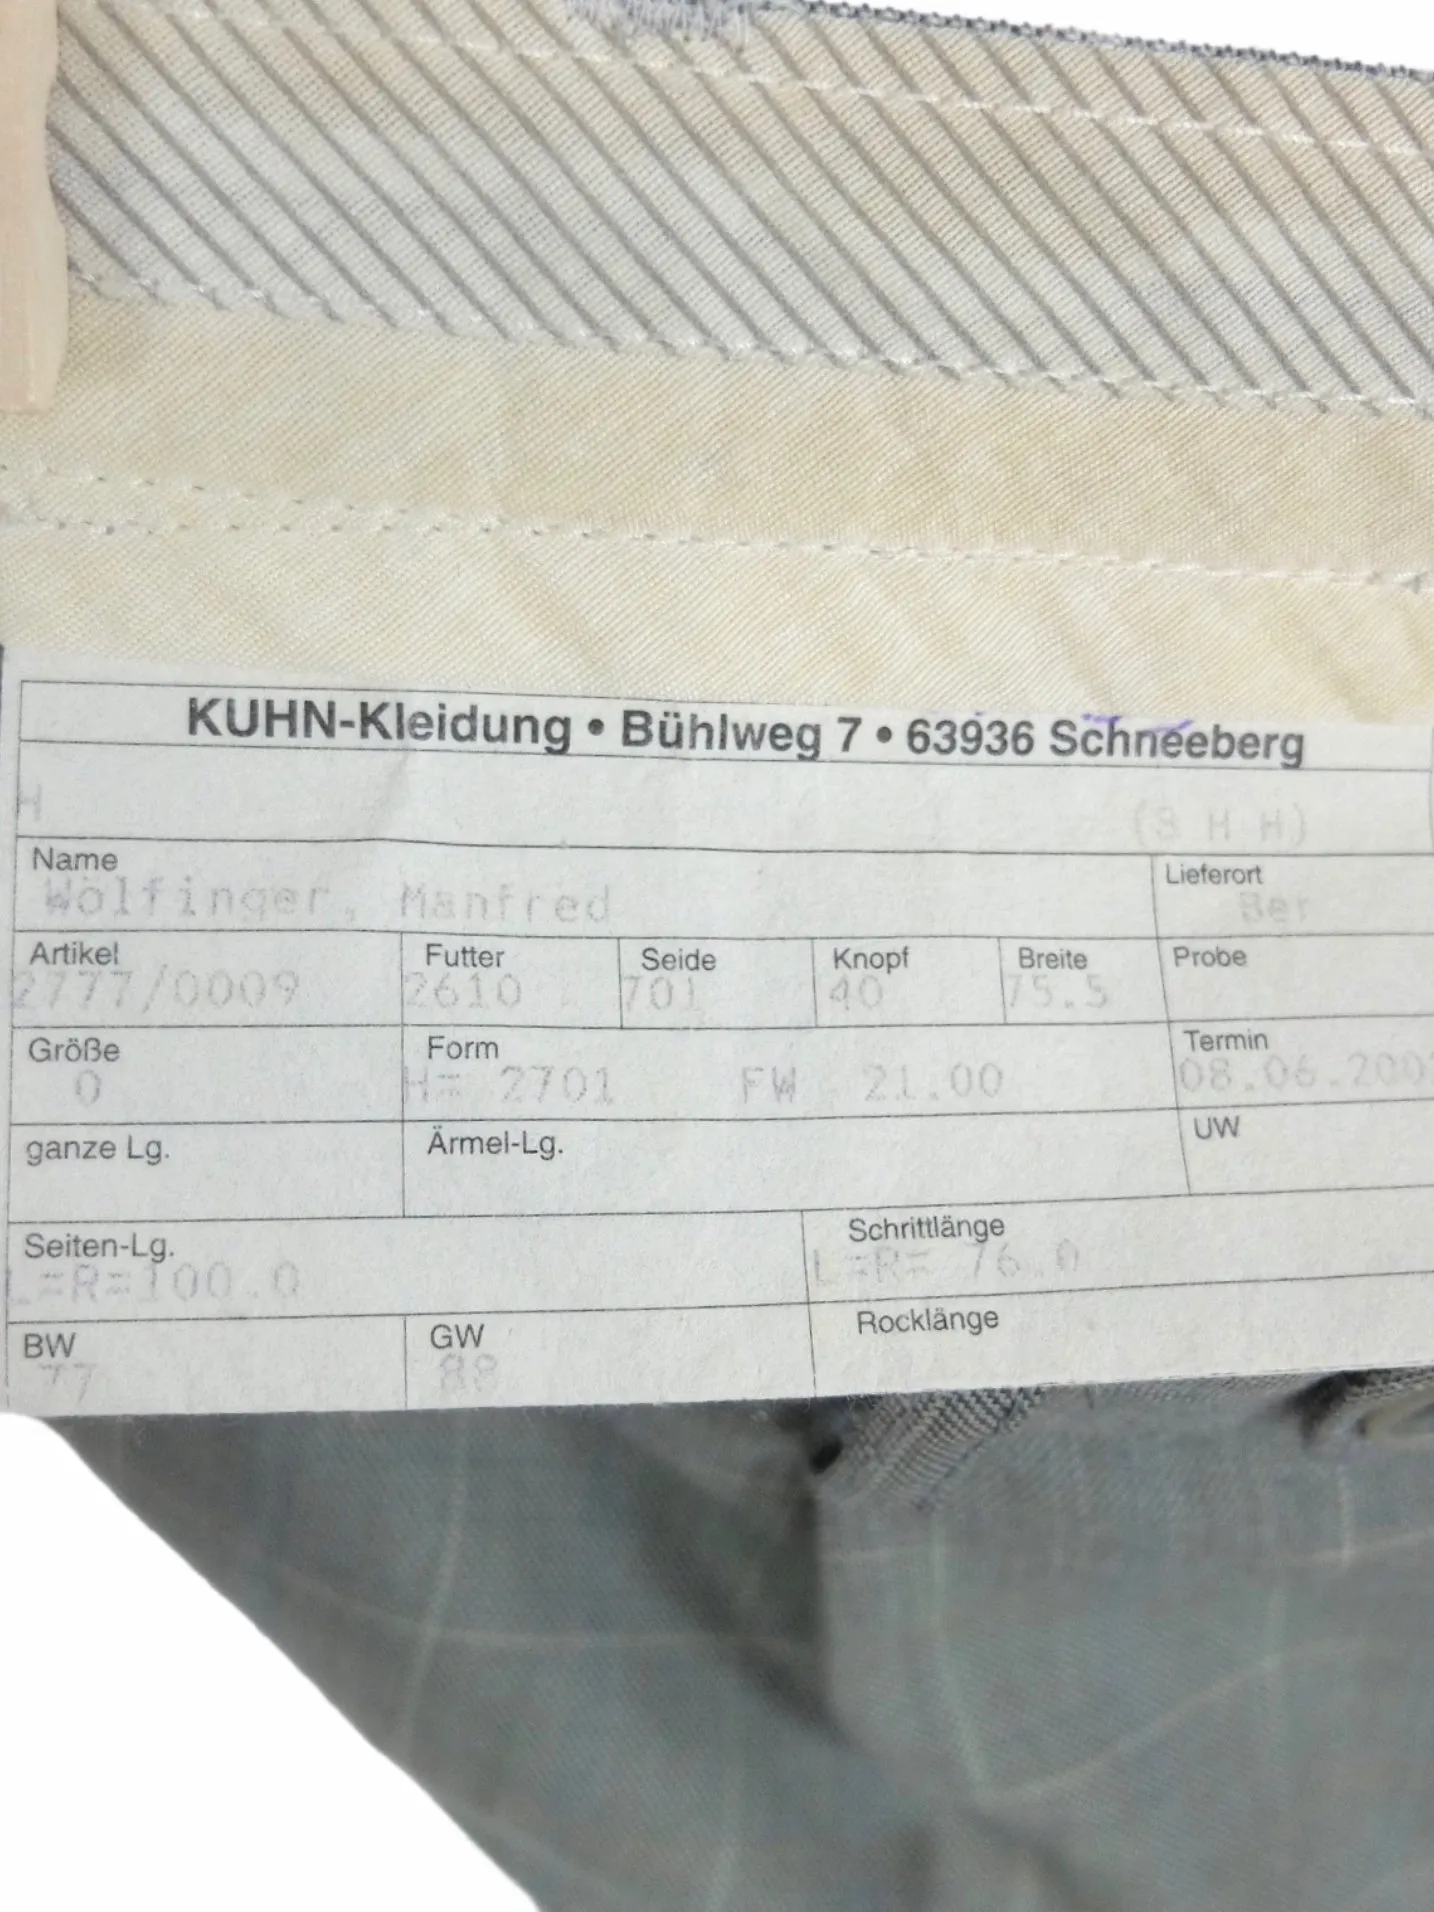 KUHN-Kleidung • Bühlweg 7 • 63936 Schneeberg
H (S H H)
Name Lieferort
Wolfinger, Manfred Ber
Artikel Futter Seide Knopf Breite Probe
2777/0009 2610 701 40 75.5
Größe Form Termin
0 H= 2701 FW 21.00 08.06.200
ganze Lg. Ärmel-Lg. UW
Seiten-Lg. Schrittlänge
L=R=100.0 L=R= 76.0
BW GW Rocklänge
77 88